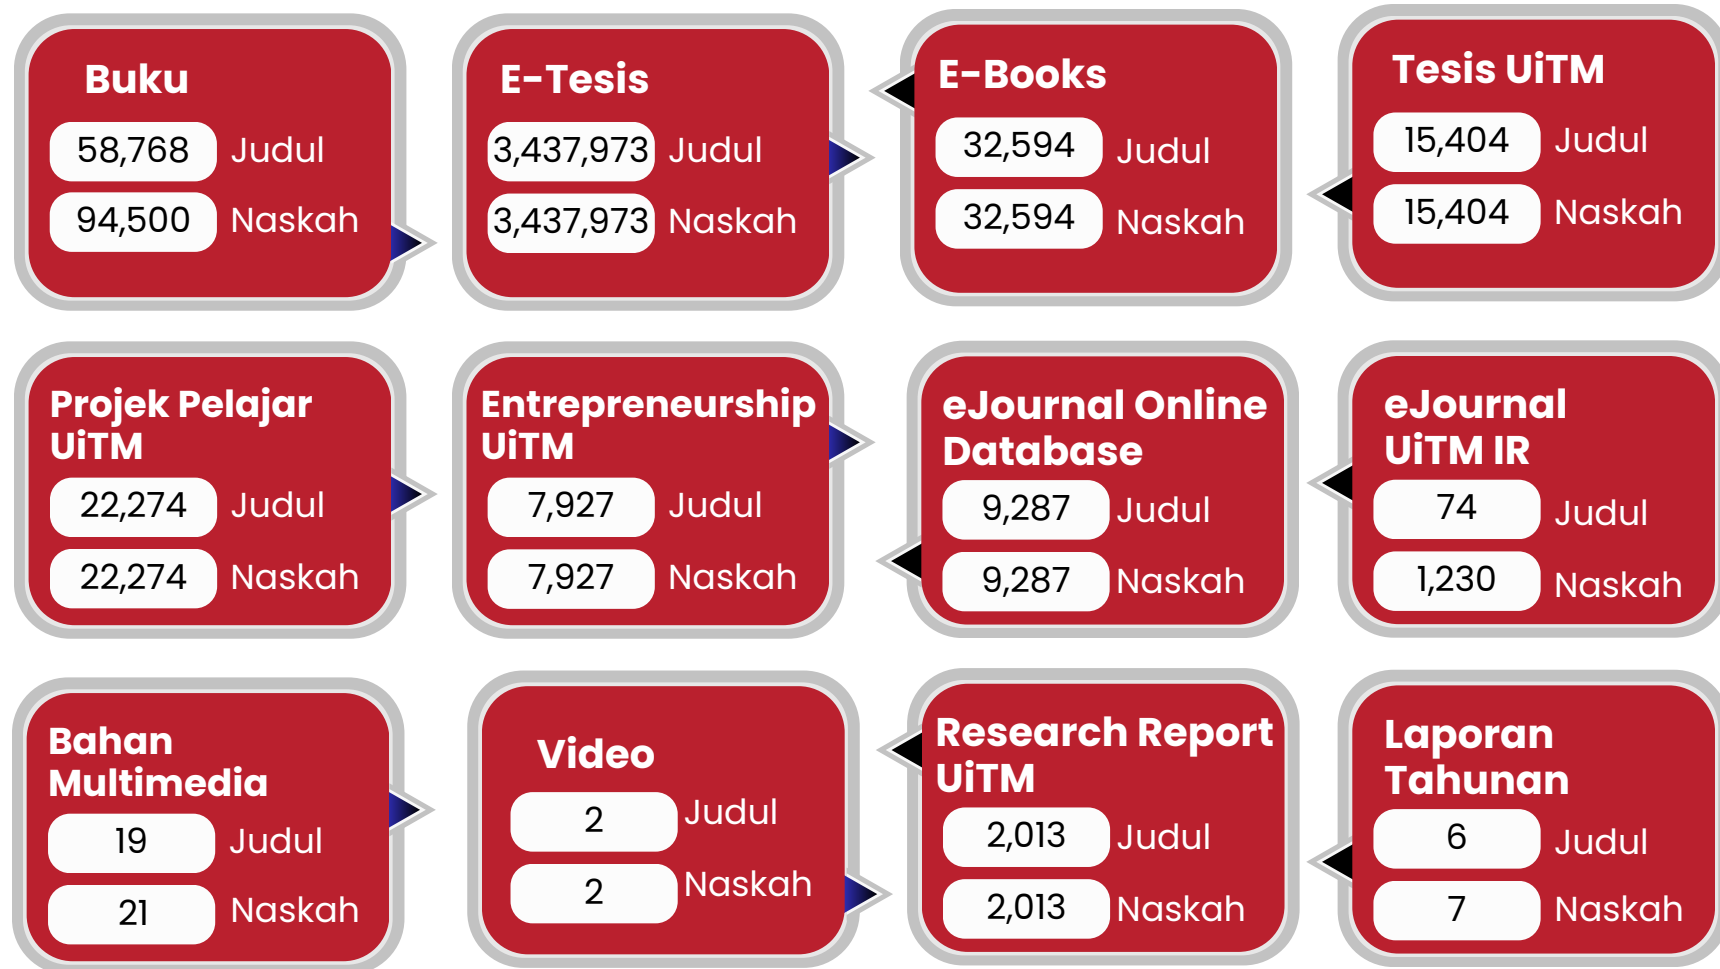 Buku
58,768 Judul
94,500 Naskah
E-Tesis
3,437,973 Judul
3,437,973 Naskah
E-Books
32,594 Judul
32,594 Naskah
Tesis UiTM
15,404 Judul
15,404 Naskah
Projek Pelajar
UiTM
22,274 Judul
22,274 Naskah
Entrepreneurship
UiTM
7,927 Judul
7,927 Naskah
eJournal Online
Database
9,287 Judul
9,287 Naskah
eJournal
UiTM IR
74 Judul
1,230 Naskah
Bahan
Multimedia
19 Judul
21 Naskah
Video
2 Judul
2 Naskah
Research Report
UiTM
2,013 Judul
2,013 Naskah
Laporan
Tahunan
6 Judul
7 Naskah